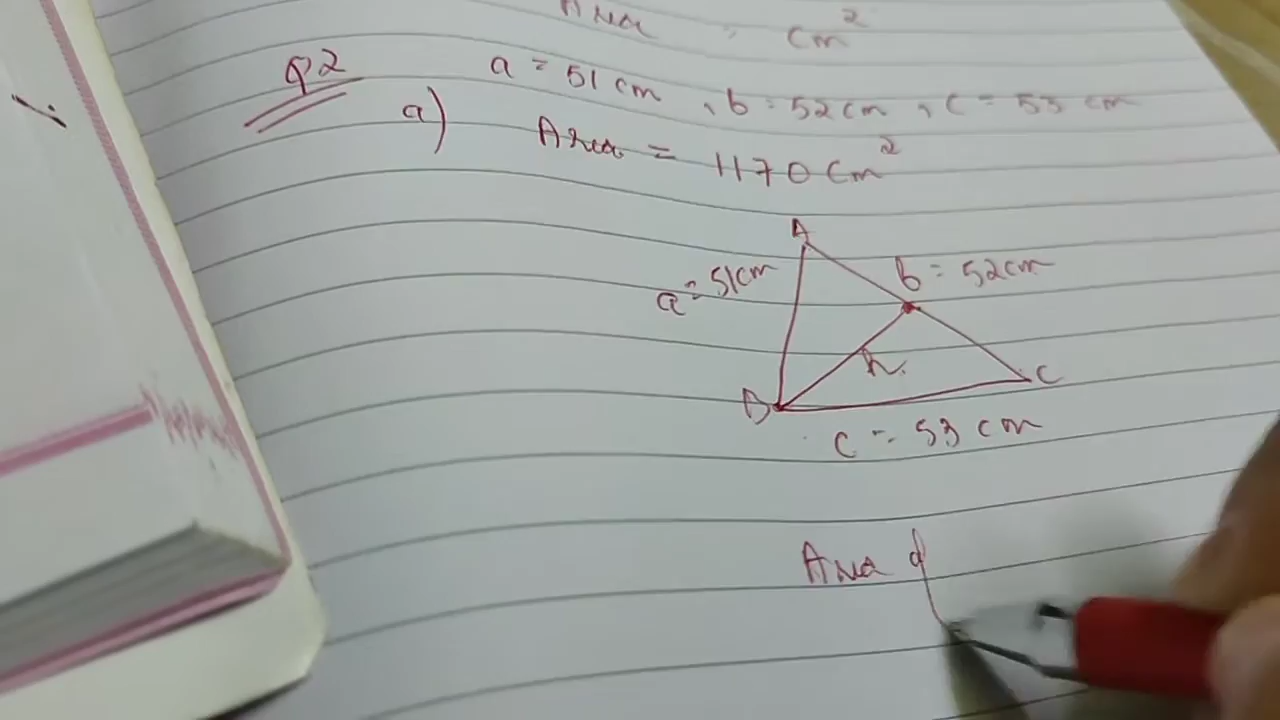 Area = cm²
Q2 a = 51 cm, b = 52 cm, c = 53 cm
a) Area = 1170 cm²
A
a = 51cm b = 52cm
h.
B C
c = 53 cm
Area of